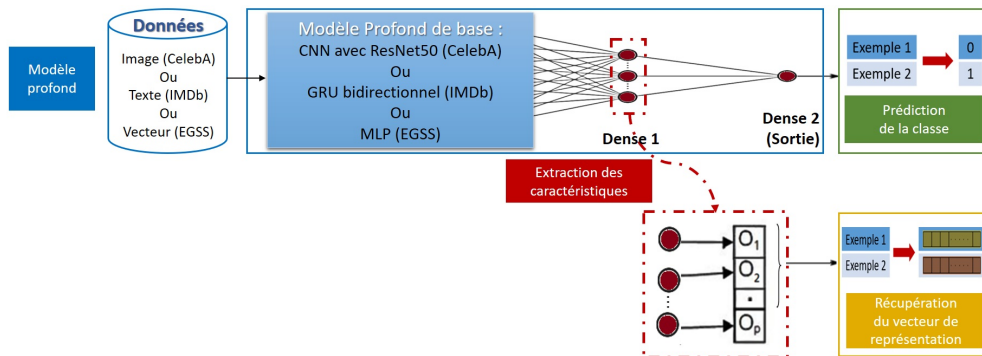 Modèle
profond
Données
Image (CelebA)
Ou
Texte (IMDb)
Ou
Vecteur (EGSS)
Modèle Profond de base :
CNN avec ResNet50 (CelebA)
Ou
GRU bidirectionnel (IMDb)
Ou
MLP (EGSS)
Dense 1
Dense 2
(Sortie)
Exemple 1
0
Exemple 2
1
Prédiction
de la classe
Extraction des
caractéristiques
O1
O2
.
Op
Exemple 1
Exemple 2
Récupération
du vecteur de
représentation